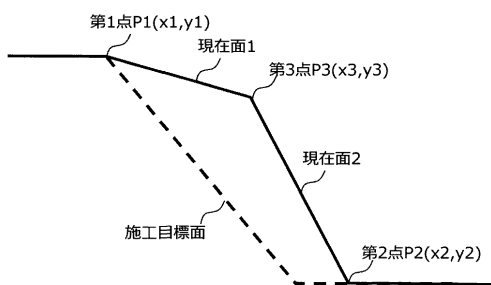 第1点P1(x1,y1)
現在面1
第3点P3(x3,y3)
現在面2
施工目標面
第2点P2(x2,y2)